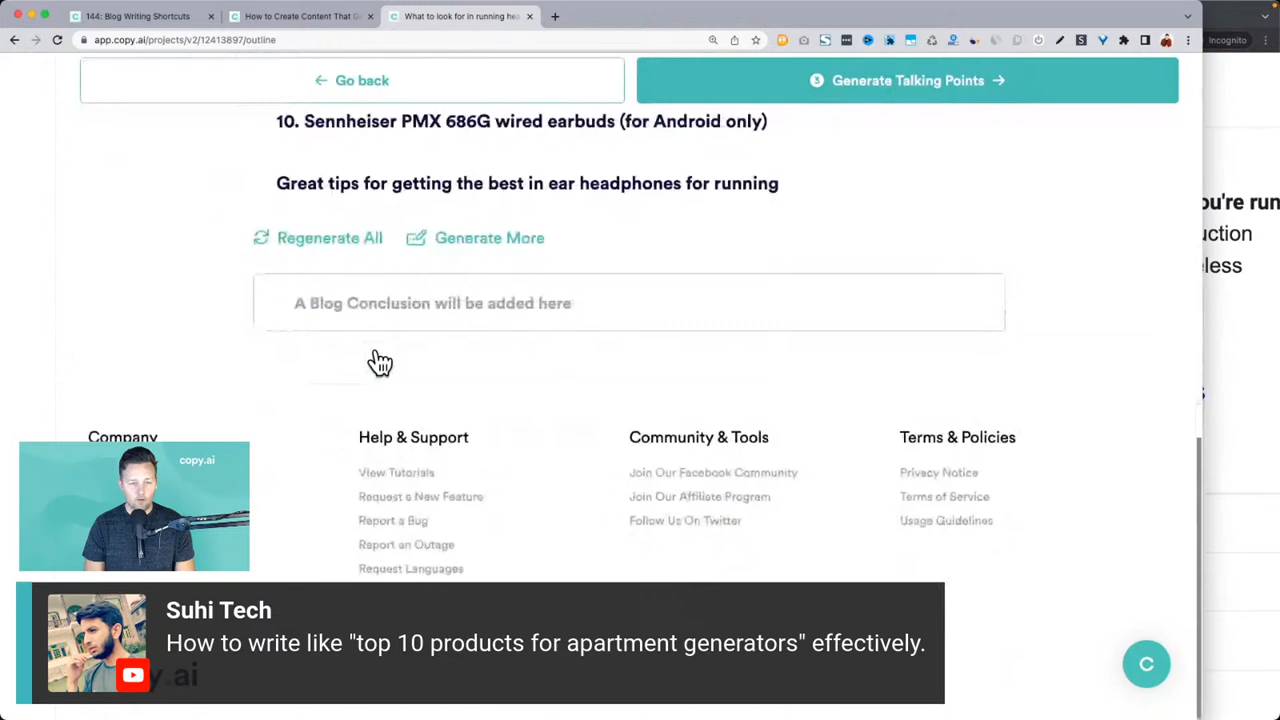 144: Blog Writing Shortcuts
How to Create Content That G
What to look for in running hea
app.copy.ai/projects/v2/12413897/outline
Incognito
Go back
3 Generate Talking Points
10. Sennheiser PMX 686G wired earbuds (for Android only)
Great tips for getting the best in ear headphones for running
Regenerate All
Generate More
A Blog Conclusion will be added here
ou're run
uction
eless
Company
Help & Support
Community & Tools
Terms & Policies
View Tutorials
Join Our Facebook Community
Privacy Notice
Request a New Feature
Join Our Affiliate Program
Terms of Service
Report a Bug
Follow Us On Twitter
Usage Guidelines
Report an Outage
Request Languages
copy.ai
Suhi Tech
How to write like "top 10 products for apartment generators" effectively.
y.ai
C